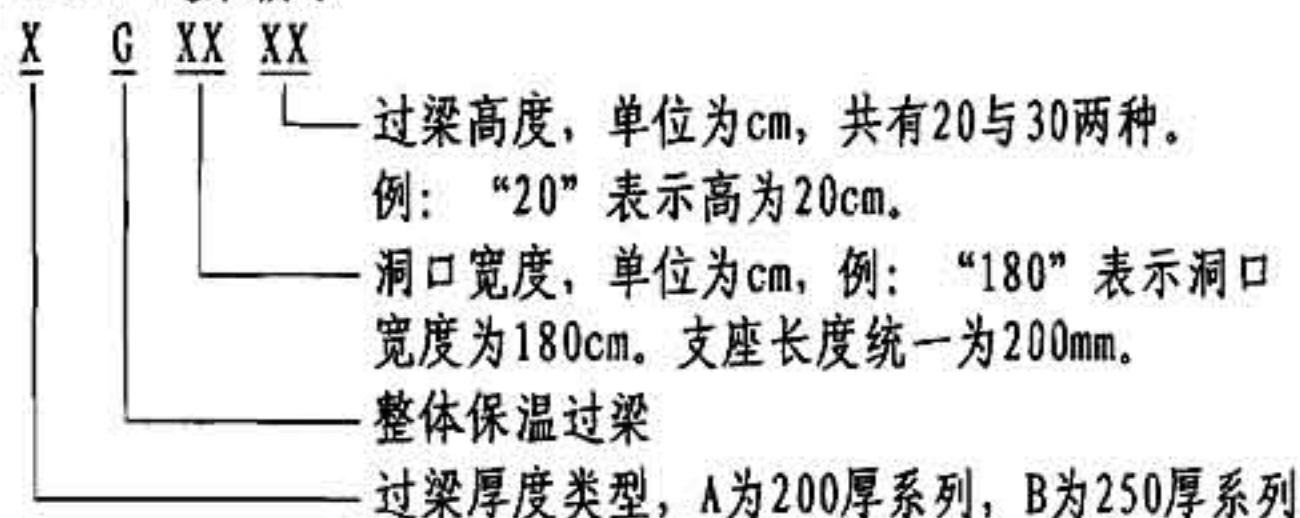 X G XX XX
过梁高度，单位为cm，共有20与30两种。
例：“20”表示高为20cm。
洞口宽度，单位为cm，例：“180”表示洞口
宽度为180cm。支座长度统一为200mm。
整体保温过梁
过梁厚度类型，A为200厚系列，B为250厚系列